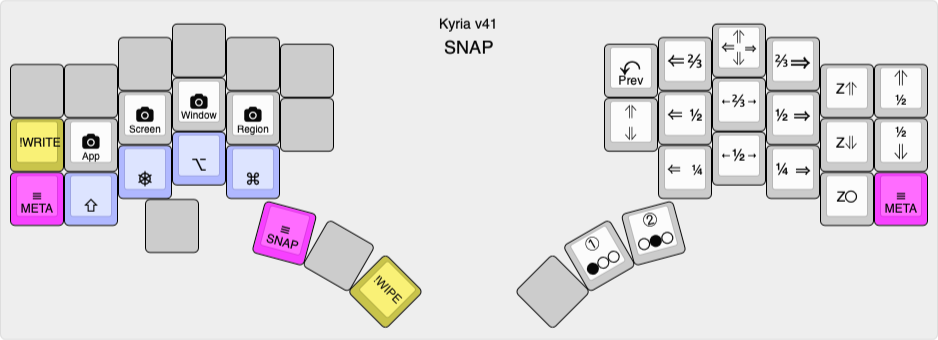 Kyria v41
SNAP
Prev
⇐ ⅔
⇑
⇐ ⇒
⇓
⅔ ⇒
Z⇑
⇑
½
Screen
Window
Region
⇑
⇓
⇐ ½
←⅔→
½ ⇒
!WRITE
App
Z⇓
½
⇓
⌥
⌘
⇐ ¼
←½→
¼ ⇒
≡
META
⇧
❄
ZO
≡
META
≡
SNAP
!WIPE
①
②